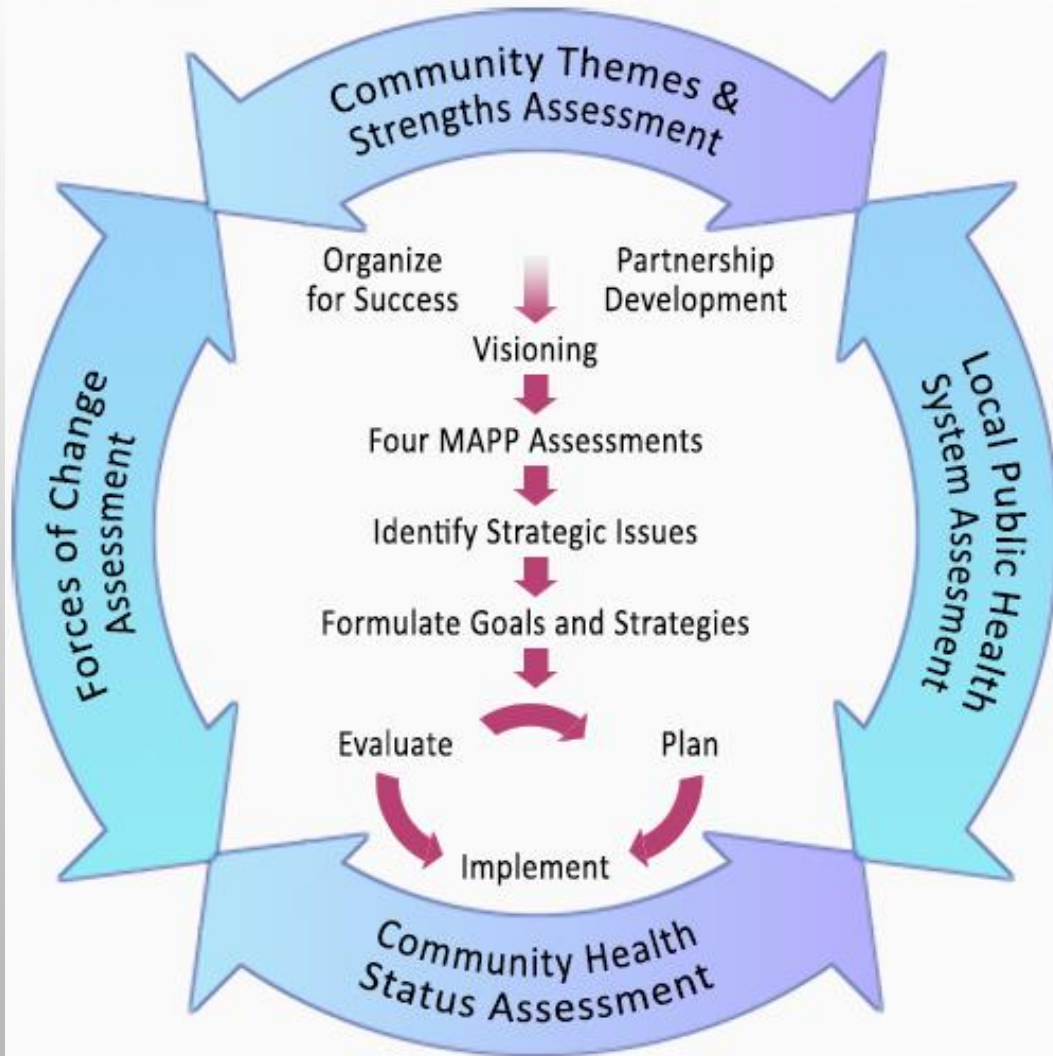 Community Themes &
Strengths Assessment
Organize
for Success
Partnership
Development
Visioning
Four MAPP Assessments
Identify Strategic Issues
Formulate Goals and Strategies
Evaluate
Plan
Implement
Forces of Change
Assessment
Local Public Health
System Assesment
Community Health
Status Assessment